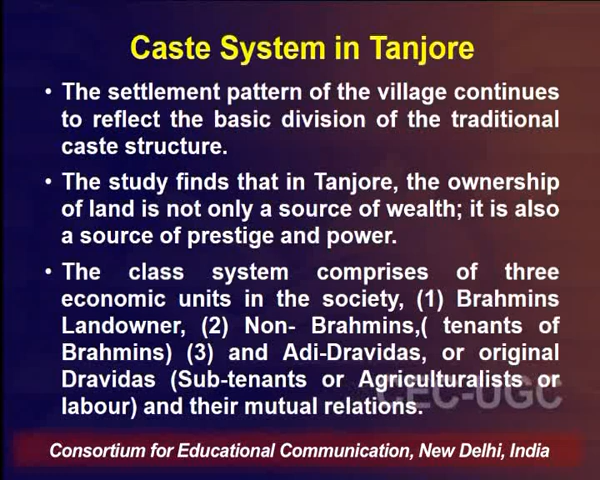 Caste System in Tanjore
• The settlement pattern of the village continues
to reflect the basic division of the traditional
caste structure.
• The study finds that in Tanjore, the ownership
of land is not only a source of wealth; it is also
a source of prestige and power.
• The class system comprises of three
economic units in the society, (1) Brahmins
Landowner, (2) Non- Brahmins,( tenants of
Brahmins) (3) and Adi-Dravidas, or original
Dravidas (Sub-tenants or Agriculturalists or
labour) and their mutual relations.
CEC-UGC
Consortium for Educational Communication, New Delhi, India